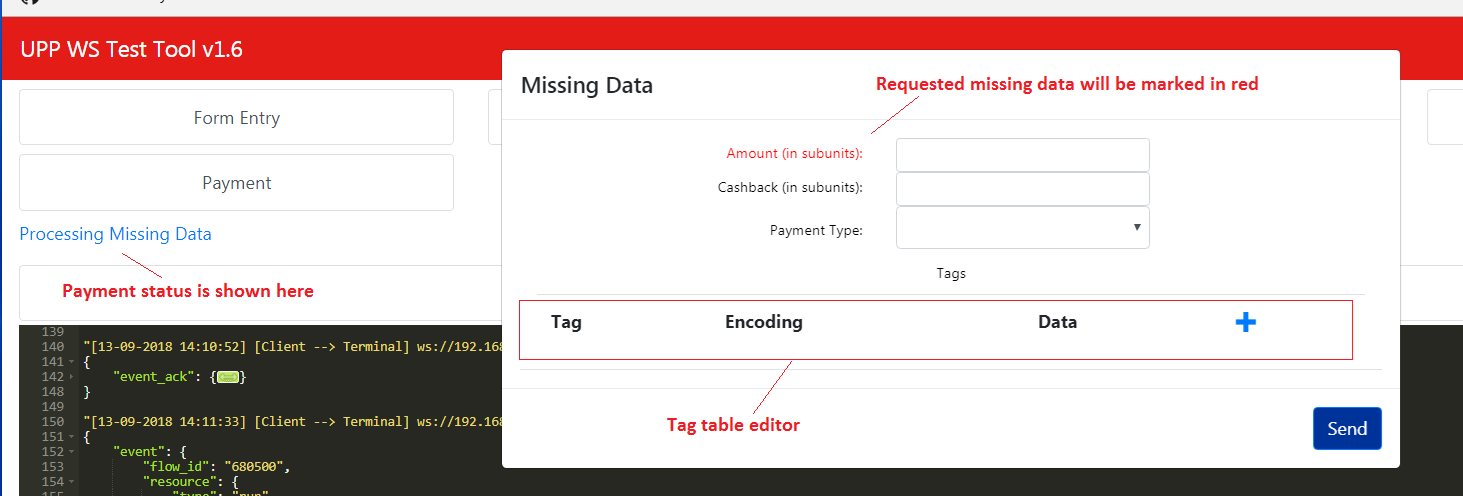 UPP WS Test Tool v1.6
Form Entry
Payment
Processing Missing Data
Payment status is shown here
Missing Data
Requested missing data will be marked in red
Amount (in subunits):
Cashback (in subunits):
Payment Type:
Tags
Tag Encoding Data
Tag table editor
Send
139
140 "[13-09-2018 14:10:52] [Client --> Terminal] ws://192.168
141 {
142 "event_ack": {}
148 }
149
150 "[13-09-2018 14:11:33] [Client --> Terminal] ws://192.168
151 {
152 "event": {
153 "flow_id": "680500",
154 "resource": {
155 "type": "run"